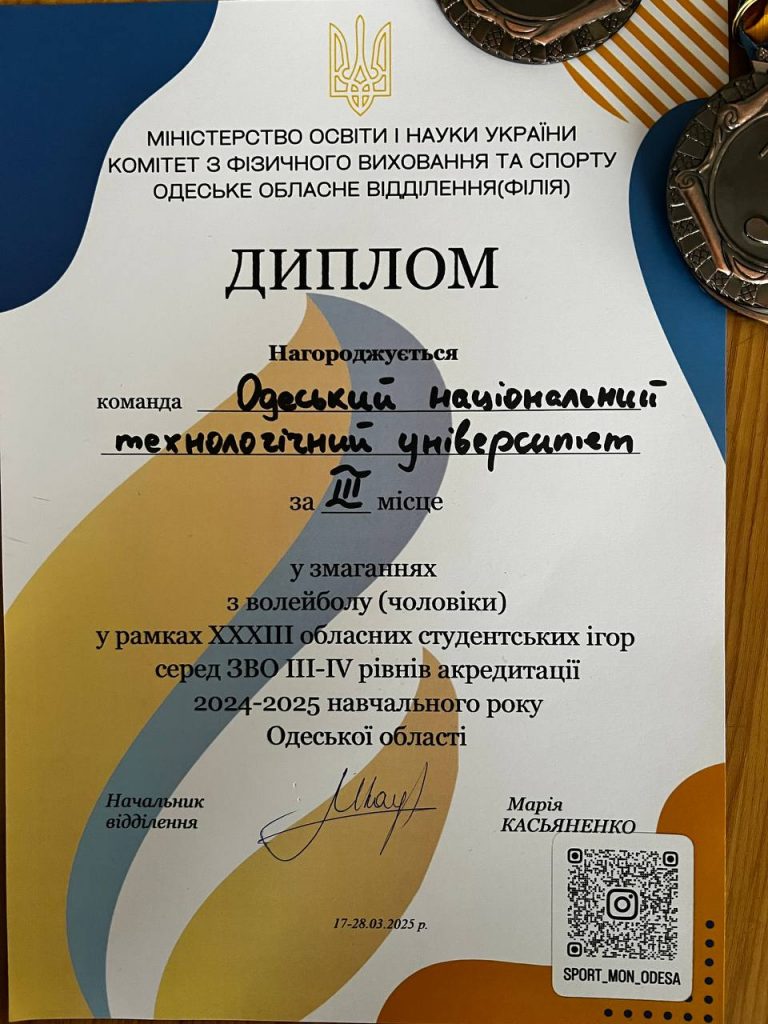 МІНІСТЕРСТВО ОСВІТИ І НАУКИ УКРАЇНИ
КОМІТЕТ З ФІЗИЧНОГО ВИХОВАННЯ ТА СПОРТУ
ОДЕСЬКЕ ОБЛАСНЕ ВІДДІЛЕННЯ(ФІЛІЯ)
ДИПЛОМ
Нагороджується
команда Одеський національний
технологічний університет
за III місце
у змаганнях
з волейболу (чоловіки)
у рамках XXXIII обласних студентських ігор
серед ЗВО III-IV рівнів акредитації
2024-2025 навчального року
Одеської області
Начальник
відділення
Марія
КАСЬЯНЕНКО
17-28.03.2025 р.
SPORT_MON_ODESA